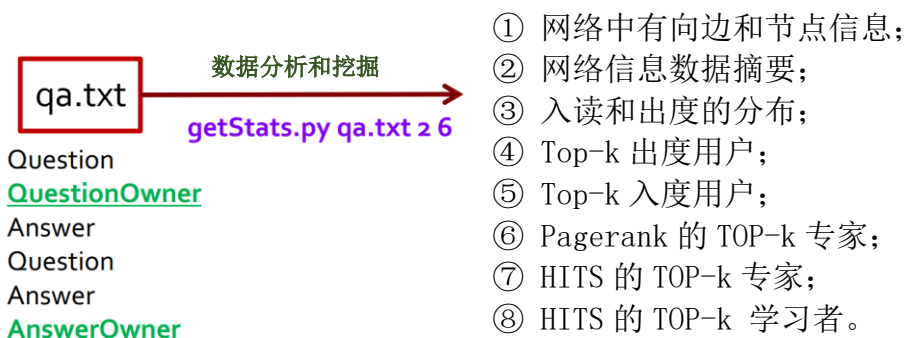 qa.txt
数据分析和挖掘
getStats.py qa.txt 2 6
Question
QuestionOwner
Answer
Question
Answer
AnswerOwner
① 网络中有向边和节点信息；
② 网络信息数据摘要；
③ 入读和出度的分布；
④ Top-k 出度用户；
⑤ Top-k 入度用户；
⑥ Pagerank 的 TOP-k 专家；
⑦ HITS 的 TOP-k 专家；
⑧ HITS 的 TOP-k 学习者。